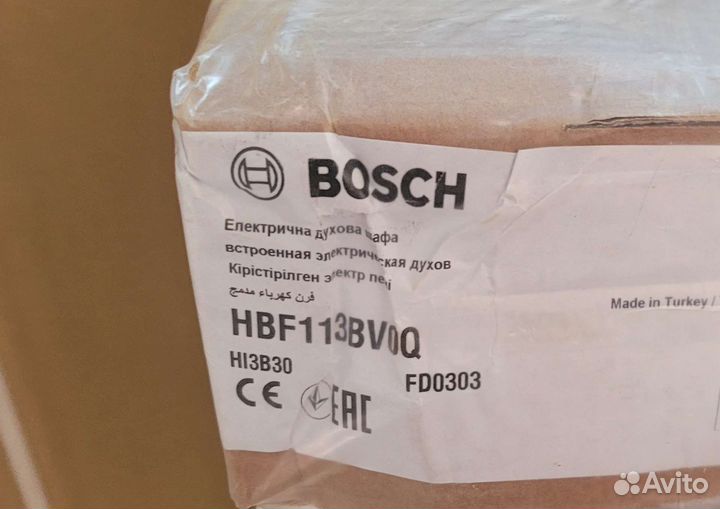 BOSCH
Електрична духова шафа
встроенная электрическая духов
Кірістірілген электр пеші
فرن كهرباء مدمج
Made in Turkey /
HBF113BV0Q
HI3B30
FD0303
CE EAC
Avito